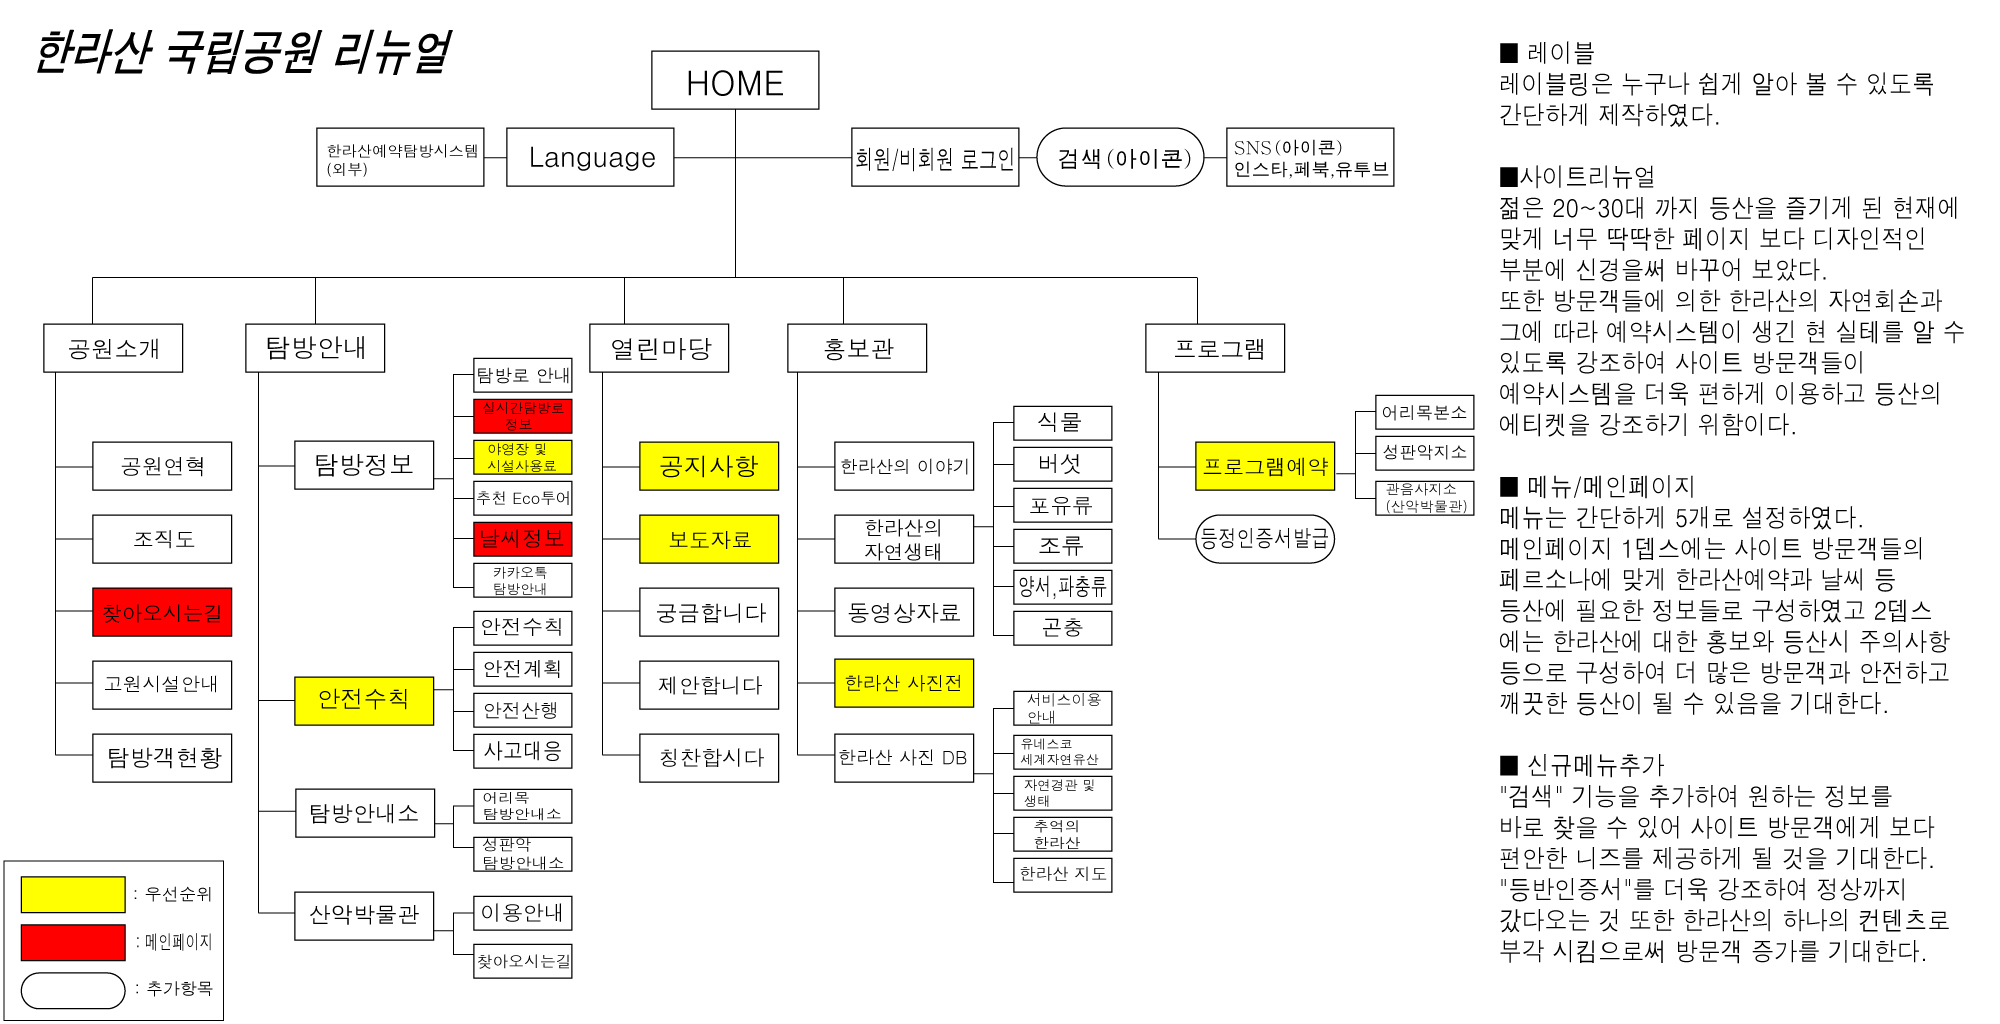 한라산 국립공원 리뉴얼
HOME
한라산예약탐방시스템
(외부)
Language
회원/비회원 로그인
검색(아이콘)
SNS(아이콘)
인스타,페북,유투브
공원소개
공원연혁
조직도
찾아오시는길
고원시설안내
탐방객현황
탐방안내
탐방정보
탐방로 안내
실시간탐방로
정보
야영장 및
시설사용료
추천 Eco투어
날씨정보
카카오톡
탐방안내
안전수칙
안전수칙
안전계획
안전산행
사고대응
탐방안내소
어리목
탐방안내소
성판악
탐방안내소
산악박물관
이용안내
찾아오시는길
열린마당
공지사항
보도자료
궁금합니다
제안합니다
칭찬합시다
홍보관
한라산의 이야기
한라산의
자연생태
식물
버섯
포유류
조류
양서,파충류
곤충
동영상자료
한라산 사진전
한라산 사진 DB
서비스이용
안내
유네스코
세계자연유산
자연경관 및
생태
추억의
한라산
한라산 지도
프로그램
프로그램예약
어리목본소
성판악지소
관음사지소
(산악박물관)
등정인증서발급
: 우선순위
: 메인페이지
: 추가항목
■ 레이블
레이블링은 누구나 쉽게 알아 볼 수 있도록
간단하게 제작하였다.
■사이트리뉴얼
젊은 20~30대 까지 등산을 즐기게 된 현재에
맞게 너무 딱딱한 페이지 보다 디자인적인
부분에 신경을써 바꾸어 보았다.
또한 방문객들에 의한 한라산의 자연회손과
그에 따라 예약시스템이 생긴 현 실테를 알 수
있도록 강조하여 사이트 방문객들이
예약시스템을 더욱 편하게 이용하고 등산의
에티켓을 강조하기 위함이다.
■ 메뉴/메인페이지
메뉴는 간단하게 5개로 설정하였다.
메인페이지 1뎁스에는 사이트 방문객들의
페르소나에 맞게 한라산예약과 날씨 등
등산에 필요한 정보들로 구성하였고 2뎁스
에는 한라산에 대한 홍보와 등산시 주의사항
등으로 구성하여 더 많은 방문객과 안전하고
깨끗한 등산이 될 수 있음을 기대한다.
■ 신규메뉴추가
"검색" 기능을 추가하여 원하는 정보를
바로 찾을 수 있어 사이트 방문객에게 보다
편안한 니즈를 제공하게 될 것을 기대한다.
"등반인증서"를 더욱 강조하여 정상까지
갔다오는 것 또한 한라산의 하나의 컨텐츠로
부각 시킴으로써 방문객 증가를 기대한다.